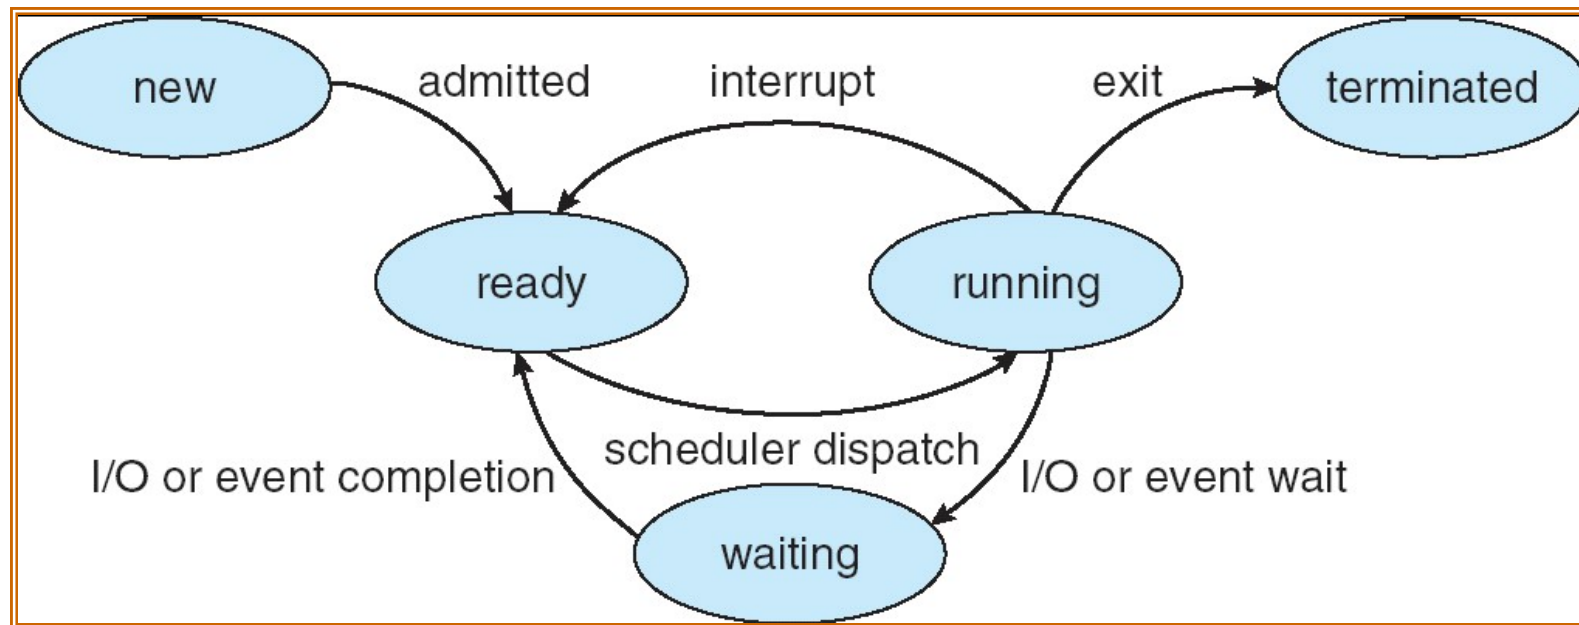 new
admitted
interrupt
exit
terminated
ready
running
scheduler dispatch
I/O or event completion
I/O or event wait
waiting